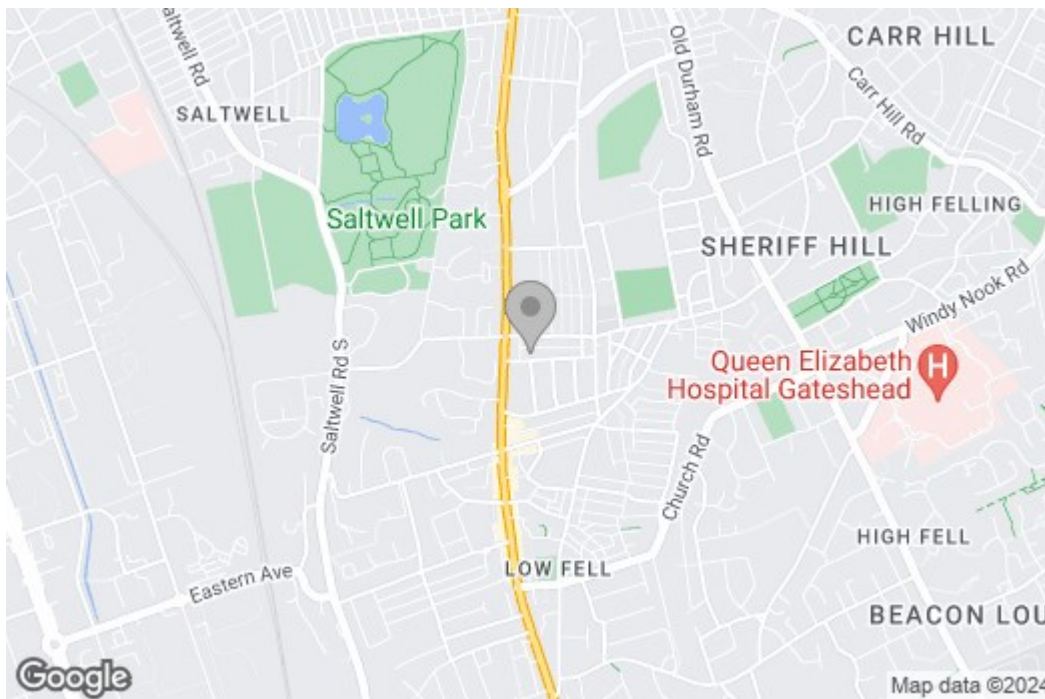 Saltwell Rd
SALTWELL
Saltwell Park
Old Durham Rd
CARR HILL
Carr Hill Rd
HIGH FELLING
SHERIFF HILL
Windy Nook Rd
Queen Elizabeth
Hospital Gateshead
H
Saltwell Rd S
Church Rd
HIGH FELL
Eastern Ave
LOW FELL
BEACON LOU
Google
Map data ©2024